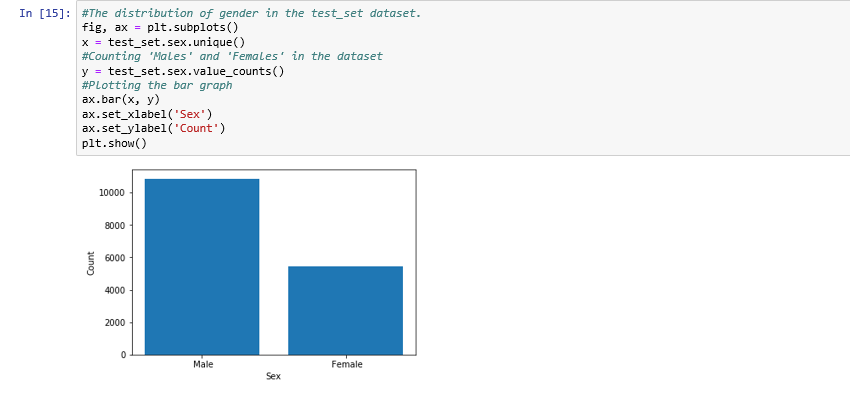 In [15]: #The distribution of gender in the test_set dataset.
fig, ax = plt.subplots()
x = test_set.sex.unique()
#Counting 'Males' and 'Females' in the dataset
y = test_set.sex.value_counts()
#Plotting the bar graph
ax.bar(x, y)
ax.set_xlabel('Sex')
ax.set_ylabel('Count')
plt.show()
10000
8000
6000
4000
2000
0
Count
Male Female
Sex